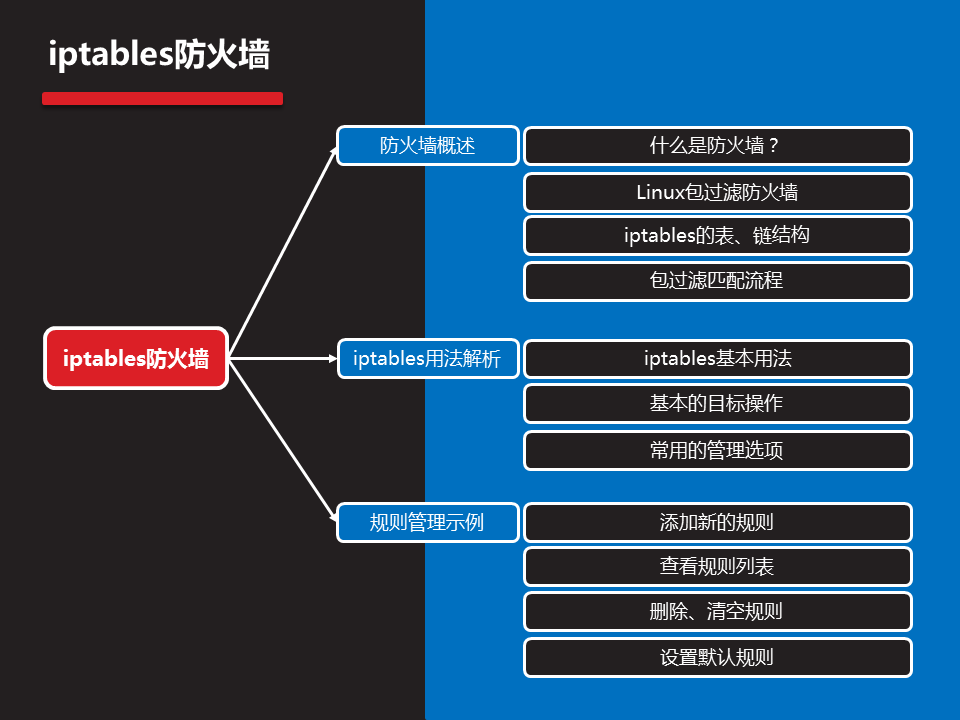 iptables防火墙
防火墙概述
什么是防火墙？
Linux包过滤防火墙
iptables的表、链结构
包过滤匹配流程
iptables防火墙
iptables用法解析
iptables基本用法
基本的目标操作
常用的管理选项
规则管理示例
添加新的规则
查看规则列表
删除、清空规则
设置默认规则